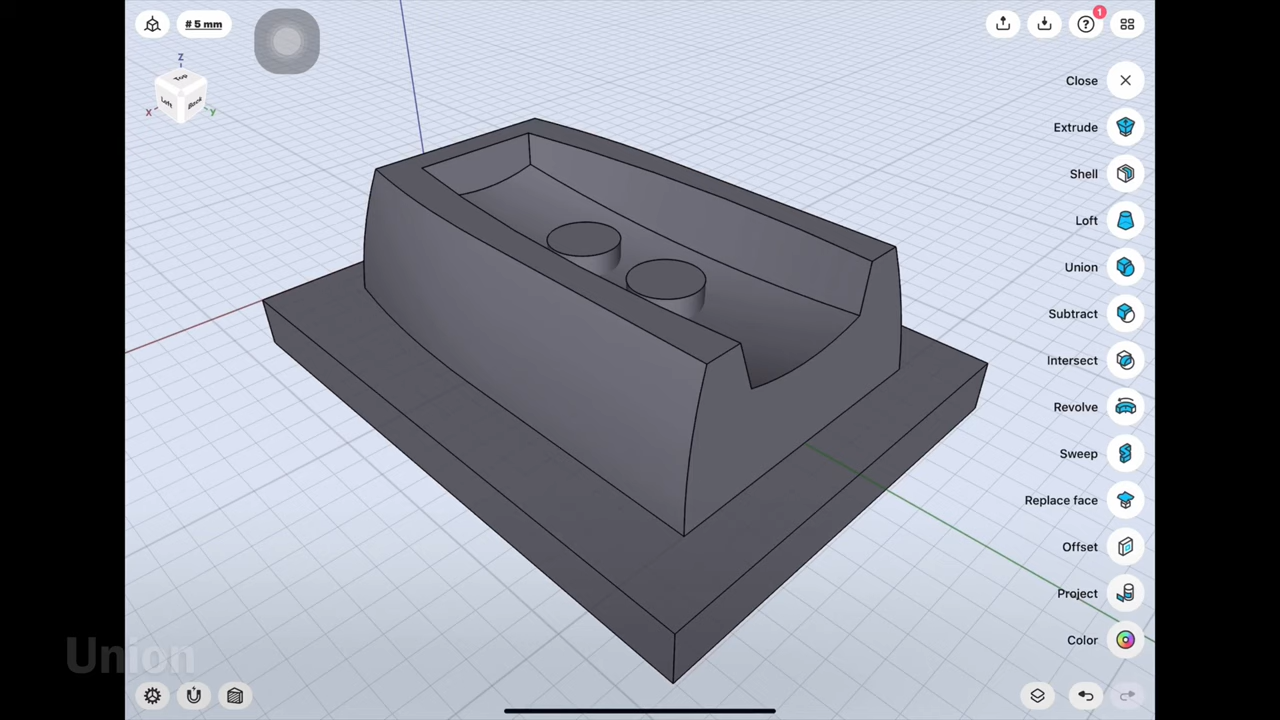 # 5 mm
1
Z
Top
Left
Back
X
Y
Close
Extrude
Shell
Loft
Union
Subtract
Intersect
Revolve
Sweep
Replace face
Offset
Project
Color
Union